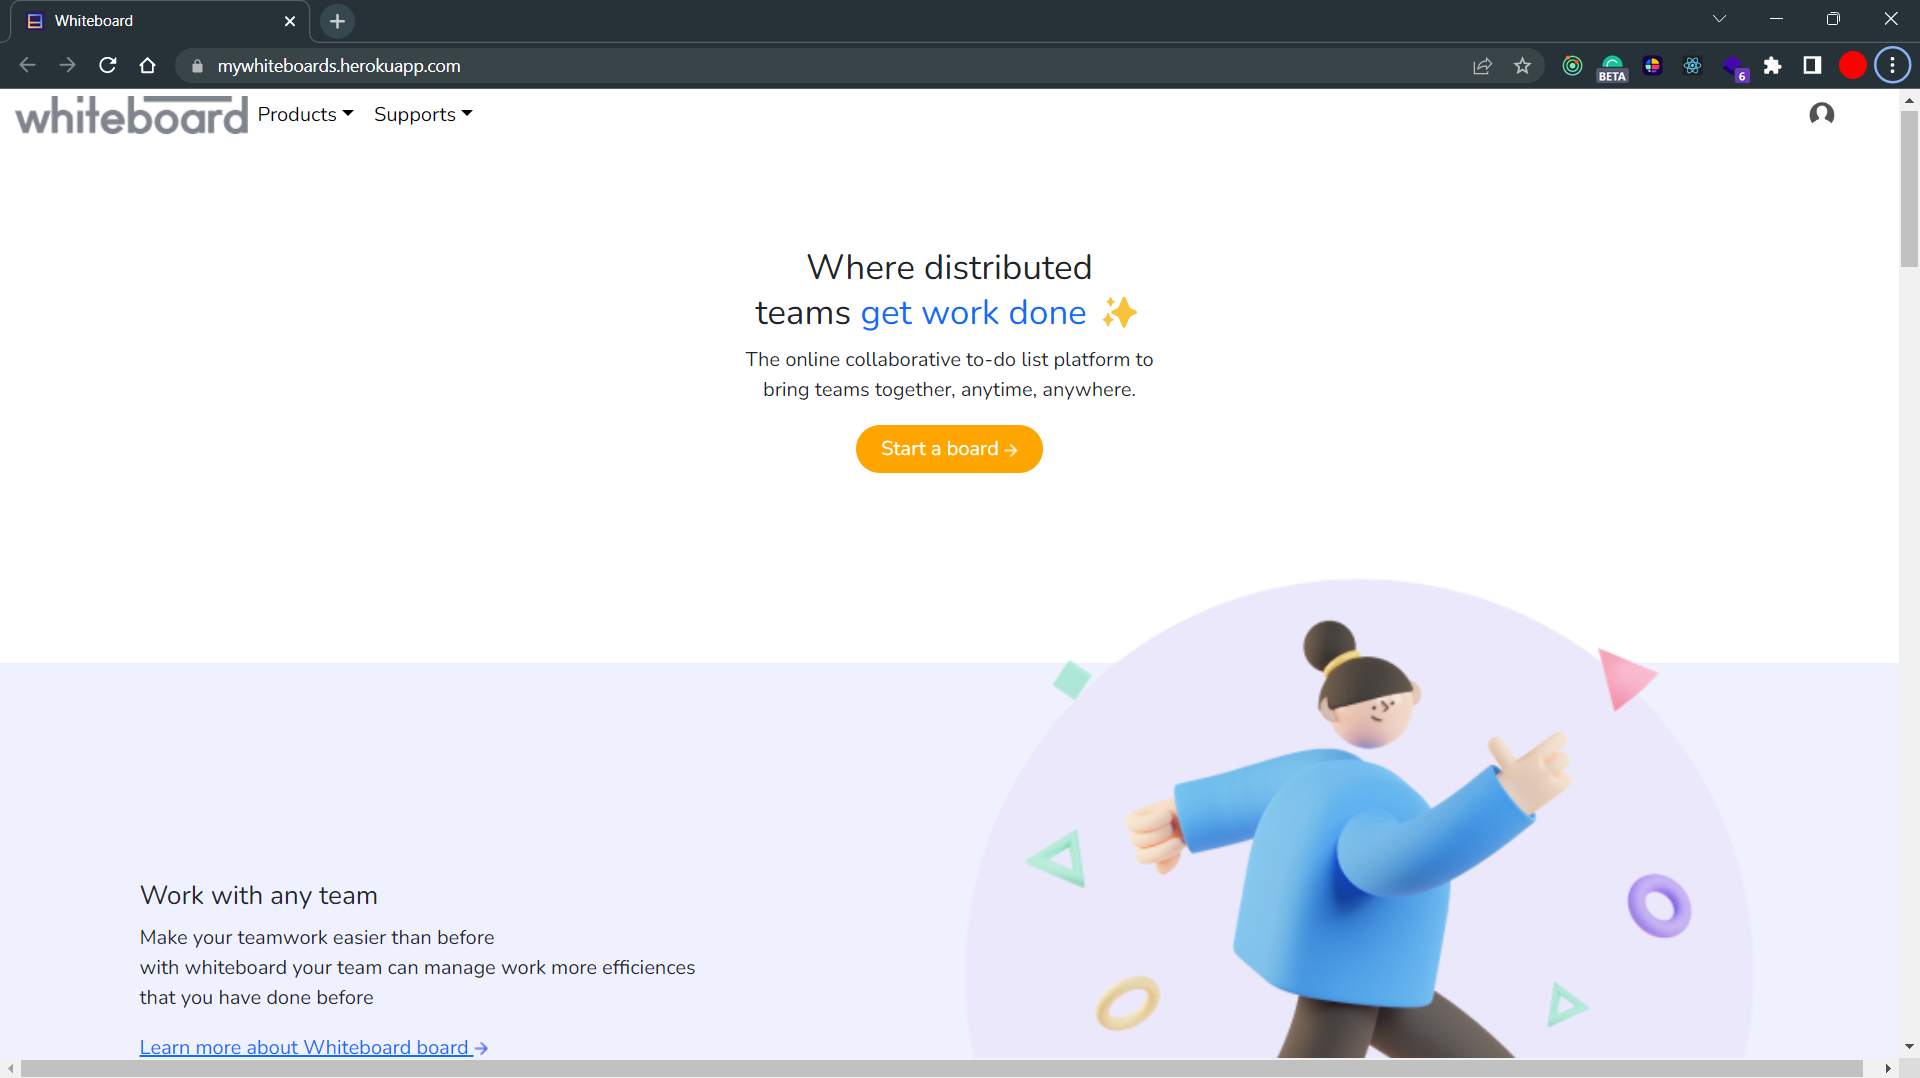 Whiteboard
mywhiteboards.herokuapp.com
BETA
6
whiteboard Products Supports
Where distributed
teams get work done
The online collaborative to-do list platform to
bring teams together, anytime, anywhere.
Start a board
Work with any team
Make your teamwork easier than before
with whiteboard your team can manage work more efficiences
that you have done before
Learn more about Whiteboard board